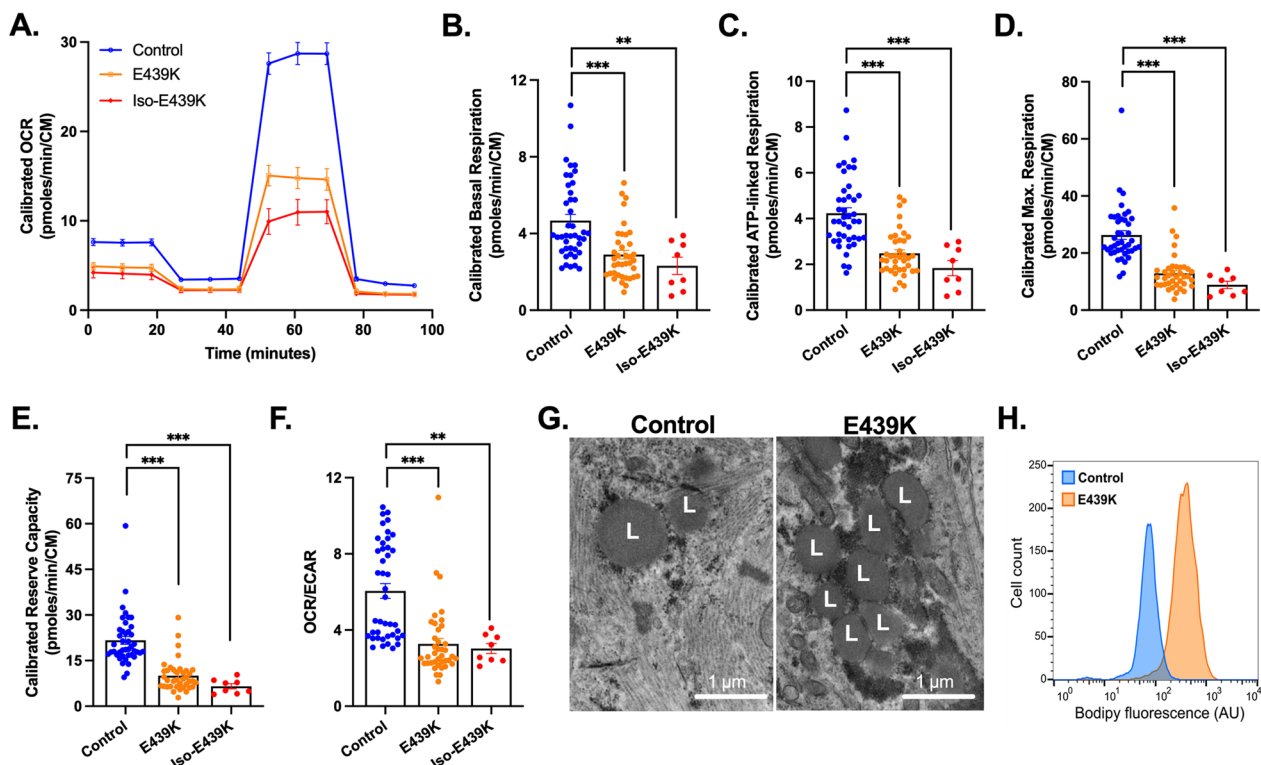 A.
Calibrated OCR
(pmoles/min/CM)
30
20
10
0
Control
E439K
Iso-E439K
0
20
40
60
80
100
Time (minutes)
B.
**
***
Calibrated Basal Respiration
(pmoles/min/CM)
12
8
4
0
Control
E439K
Iso-E439K
C.
***
***
Calibrated ATP-linked Respiration
(pmoles/min/CM)
10
8
6
4
2
0
Control
E439K
Iso-E439K
D.
***
***
Calibrated Max. Respiration
(pmoles/min/CM)
80
60
40
20
0
Control
E439K
Iso-E439K
E.
***
***
Calibrated Reserve Capacity
(pmoles/min/CM)
75
60
45
30
15
0
Control
E439K
Iso-E439K
F.
**
***
OCR/ECAR
12
8
4
0
Control
E439K
Iso-E439K
G.
Control
E439K
L
L
1 µm
L
L
L
L
L
L
L
1 µm
H.
Control
E439K
Cell count
250
200
150
100
50
0
10⁰
10¹
10²
10³
10⁴
Bodipy fluorescence (AU)